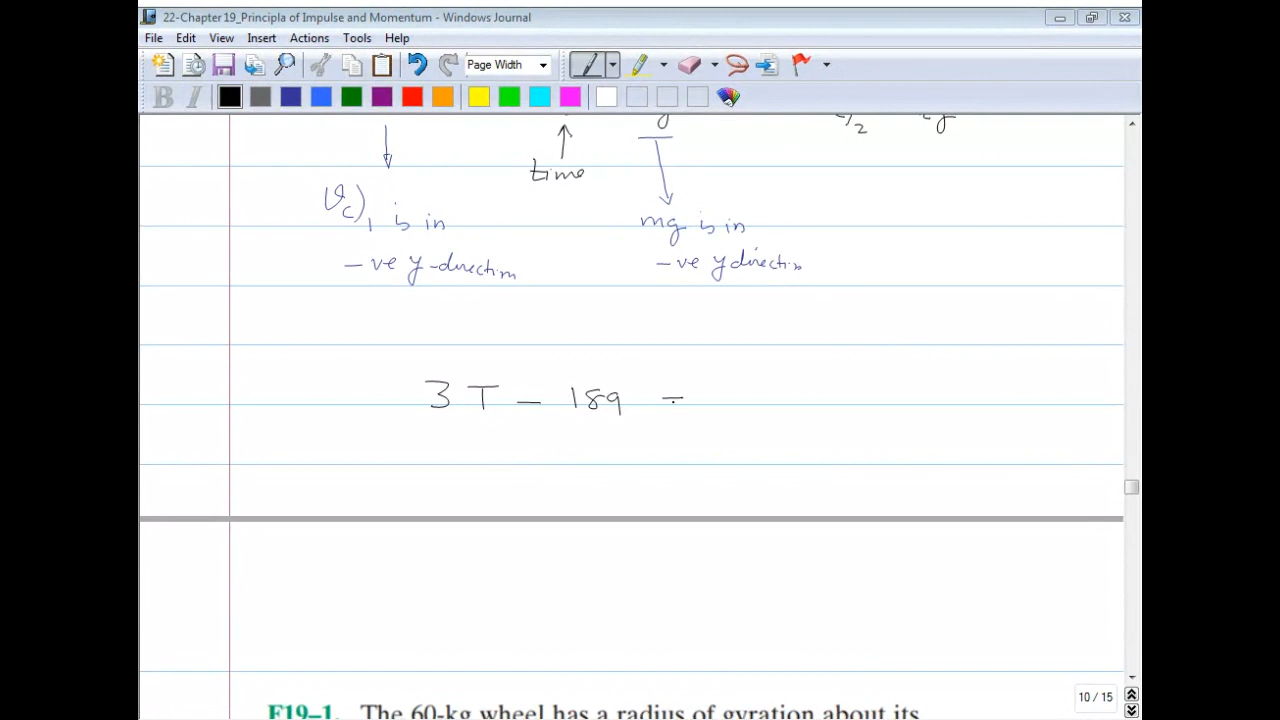 22-Chapter 19_Principla of Impulse and Momentum - Windows Journal
File Edit View Insert Actions Tools Help
Page Width
B I
time
v_c)_1 is in
-ve y-direction
mg is in
-ve y direction
3T - 189 =
10 / 15
F19–1. The 60-kg wheel has a radius of gyration about its